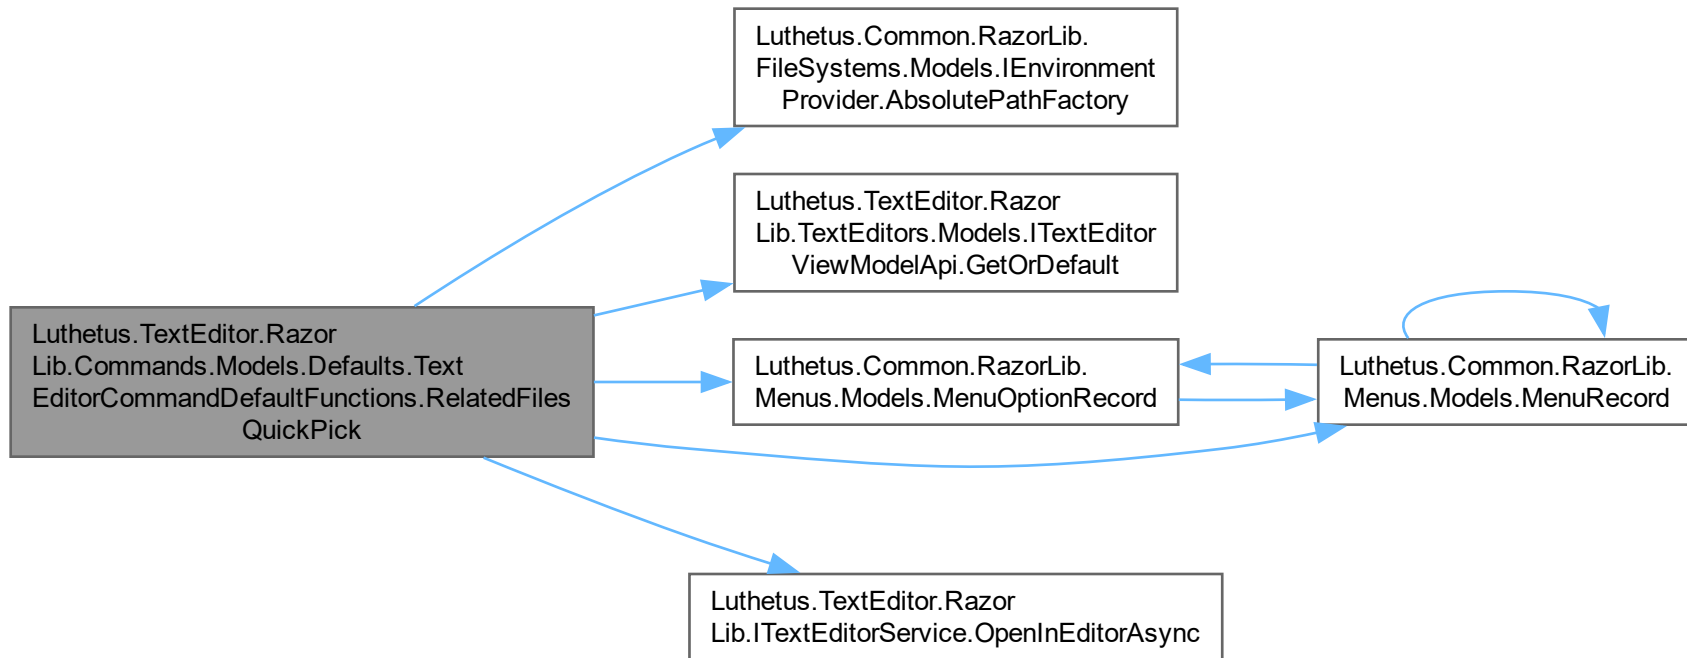 Luthetus.TextEditor.Razor
Lib.Commands.Models.Defaults.Text
EditorCommandDefaultFunctions.RelatedFiles
QuickPick
Luthetus.Common.RazorLib.
FileSystems.Models.IEnvironment
Provider.AbsolutePathFactory
Luthetus.TextEditor.Razor
Lib.TextEditors.Models.ITextEditor
ViewModelApi.GetOrDefault
Luthetus.Common.RazorLib.
Menus.Models.MenuOptionRecord
Luthetus.Common.RazorLib.
Menus.Models.MenuRecord
Luthetus.TextEditor.Razor
Lib.ITextEditorService.OpenInEditorAsync